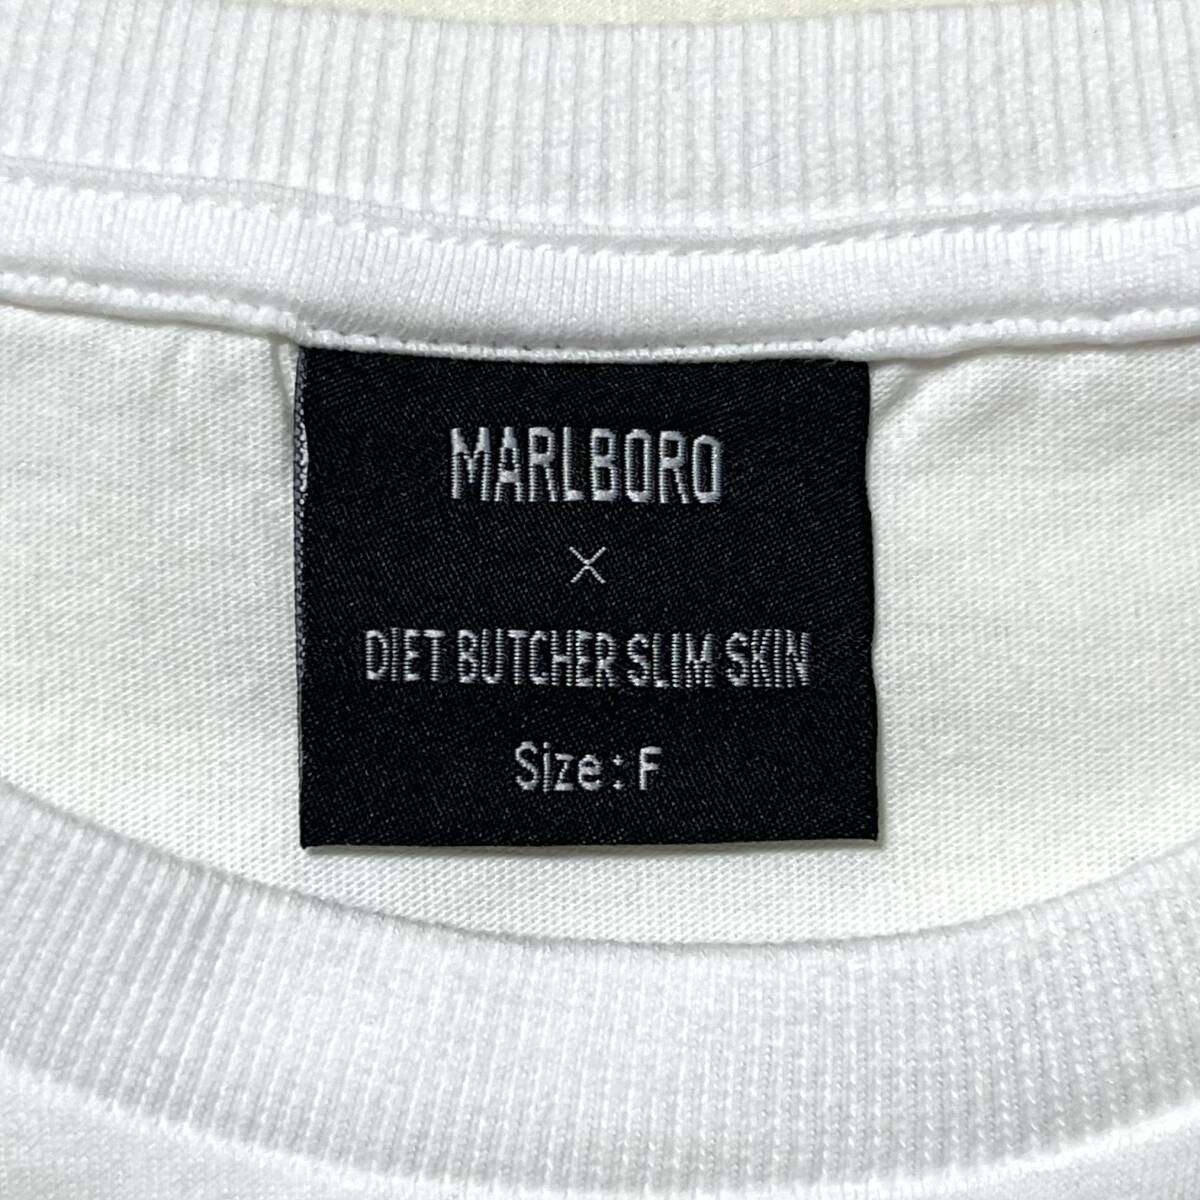 MARLBORO
×
DIET BUTCHER SLIM SKIN
Size : F